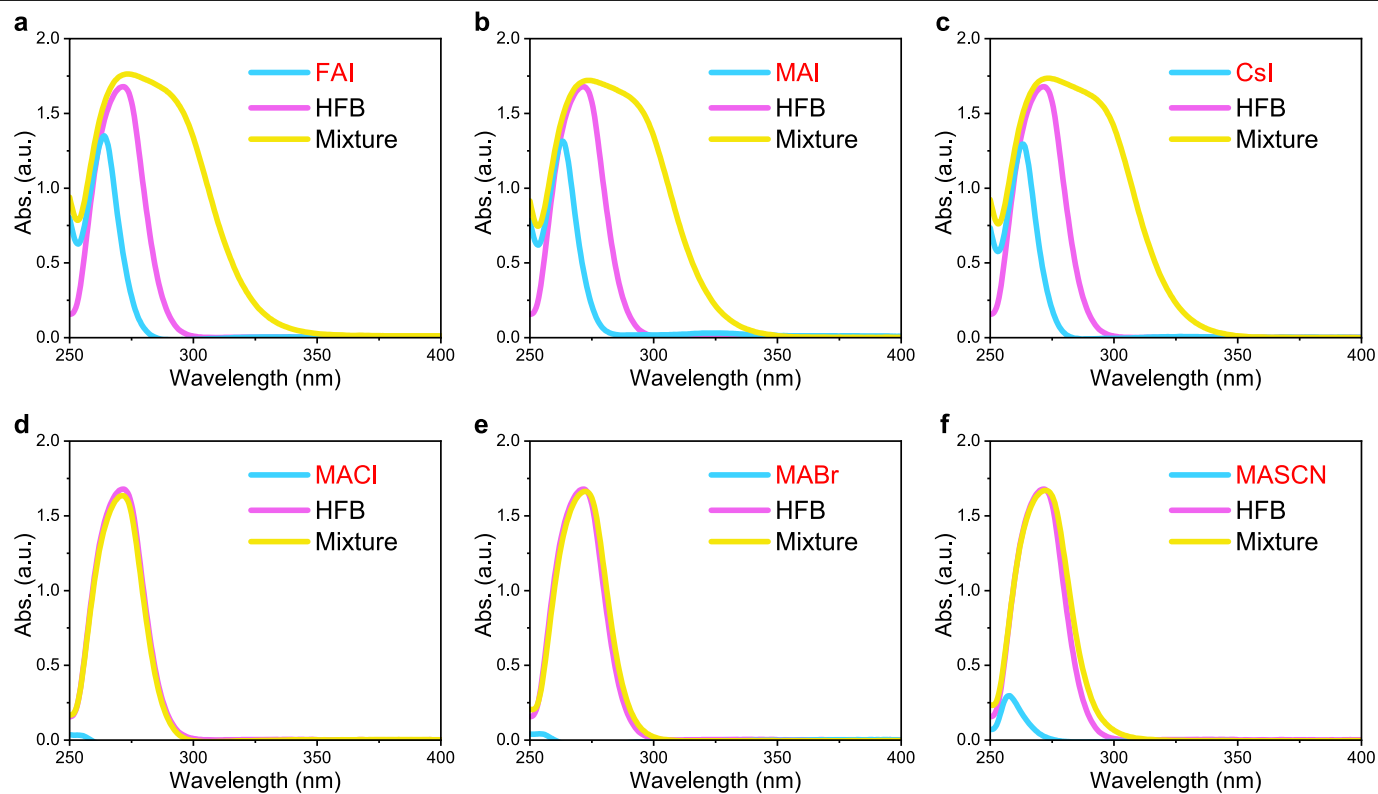 a
2.0
1.5
1.0
0.5
0.0
Abs. (a.u.)
FAI
HFB
Mixture
250 300 350 400
Wavelength (nm)
b
2.0
1.5
1.0
0.5
0.0
Abs. (a.u.)
MAI
HFB
Mixture
250 300 350 400
Wavelength (nm)
c
2.0
1.5
1.0
0.5
0.0
Abs. (a.u.)
CsI
HFB
Mixture
250 300 350 400
Wavelength (nm)
d
2.0
1.5
1.0
0.5
0.0
Abs. (a.u.)
MACl
HFB
Mixture
250 300 350 400
Wavelength (nm)
e
2.0
1.5
1.0
0.5
0.0
Abs. (a.u.)
MABr
HFB
Mixture
250 300 350 400
Wavelength (nm)
f
2.0
1.5
1.0
0.5
0.0
Abs. (a.u.)
MASCN
HFB
Mixture
250 300 350 400
Wavelength (nm)